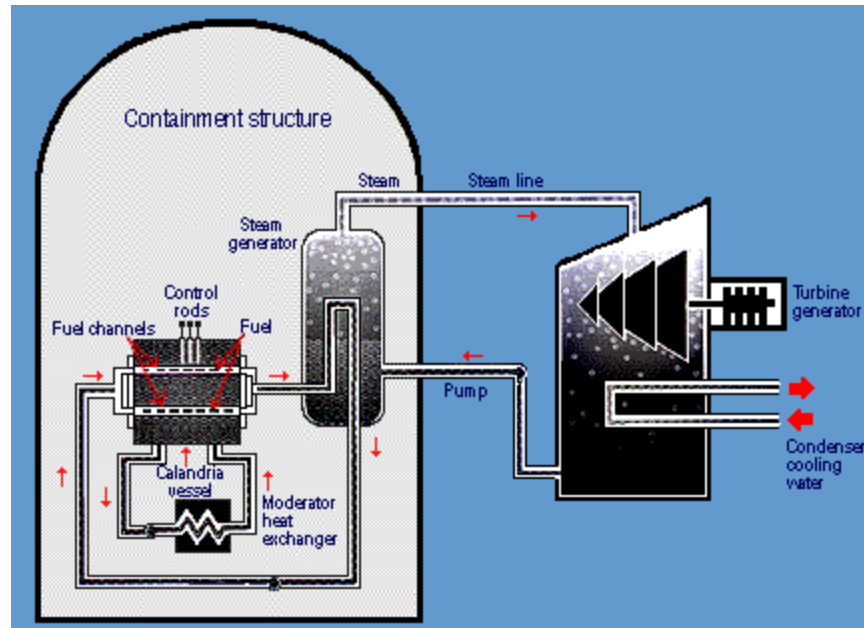 Containment structure
Steam
Steam line
Steam
generator
Control
rods
Fuel channels
Fuel
Turbine
generator
Pump
Calandria
vessel
Moderator
heat
exchanger
Condenser
cooling
water